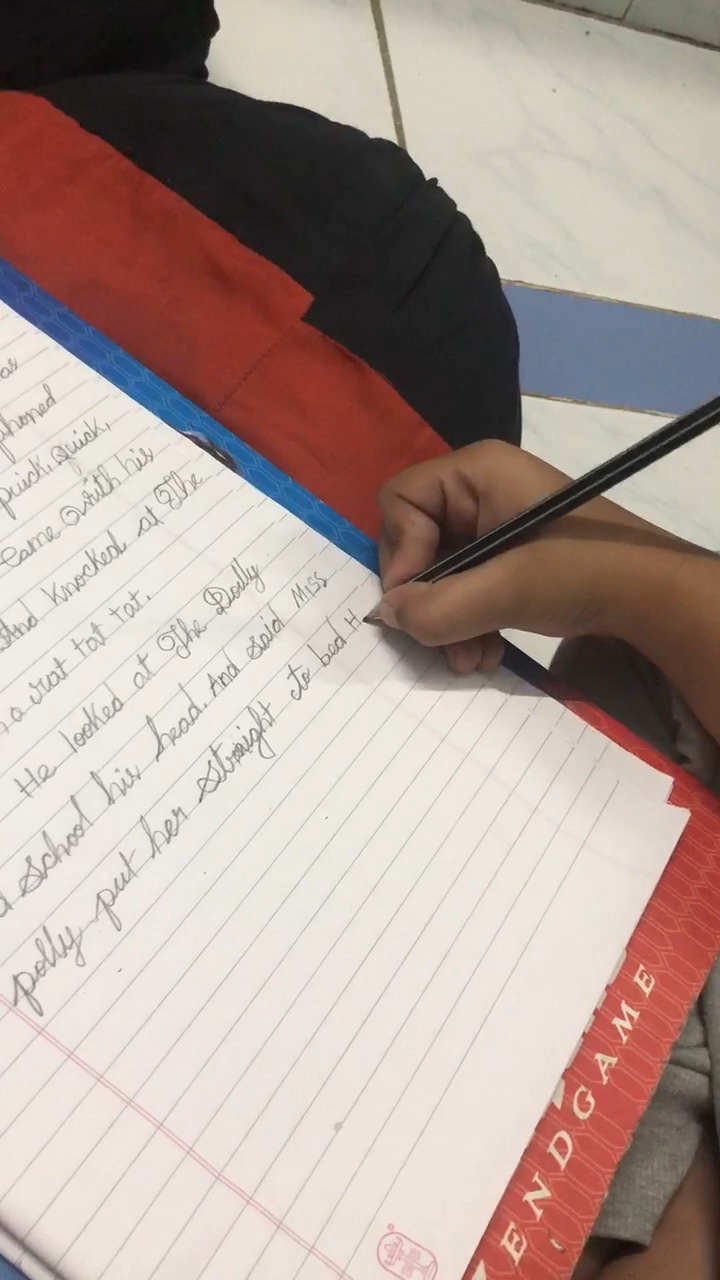 as
phoned
quick, quick,
Came with his
And Knocked at The
a rat tat tat.
He looked at The Dolly
school his head. And said Miss
polly put her straight to bed H
ENDGAME